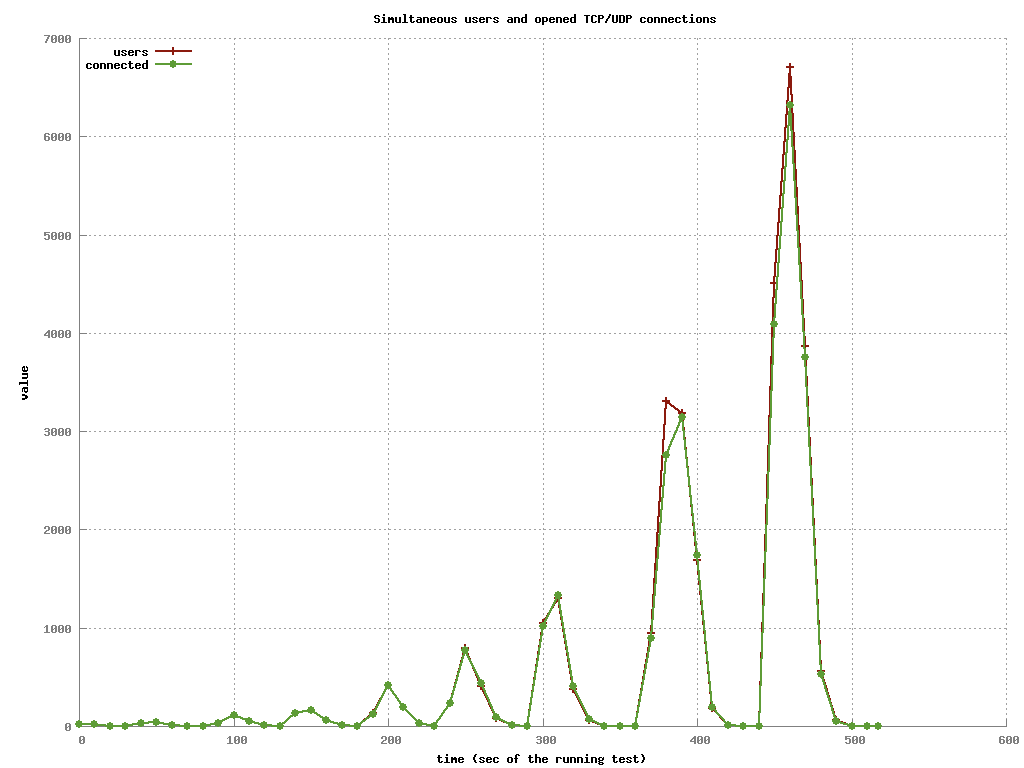 Simultaneous users and opened TCP/UDP connections
7000
users
connected
6000
5000
4000
value
3000
2000
1000
0
0 100 200 300 400 500 600
time (sec of the running test)